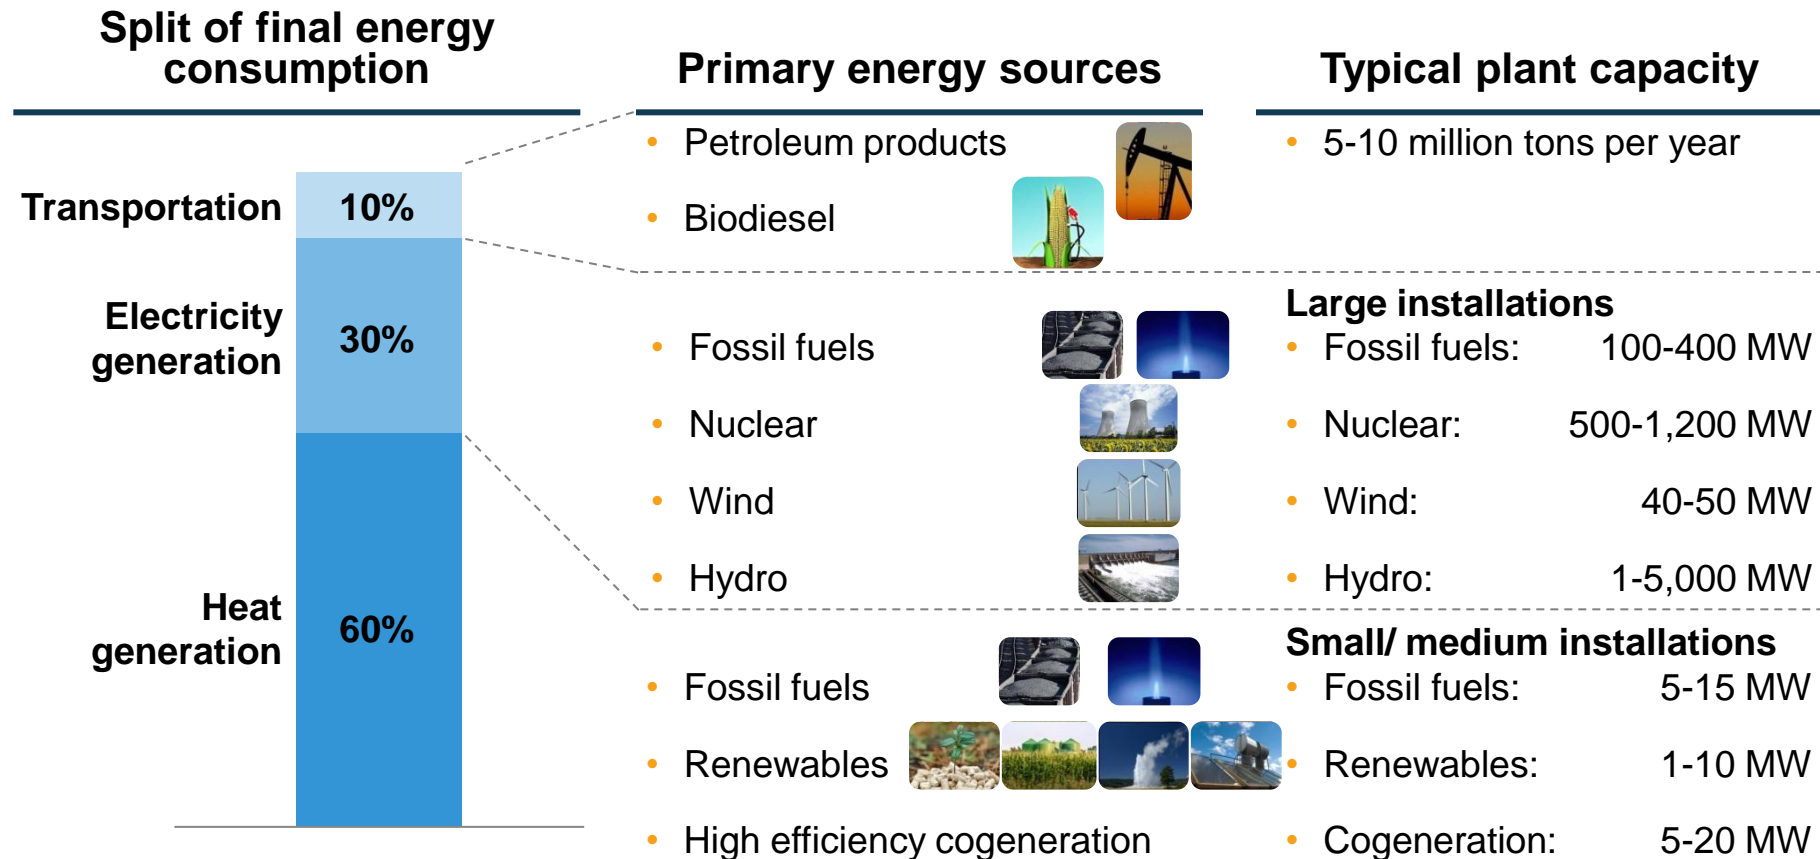 Split of final energy
consumption
Primary energy sources
Typical plant capacity
Transportation
10%
• Petroleum products
• Biodiesel
• 5-10 million tons per year
Electricity
generation
30%
• Fossil fuels
• Nuclear
• Wind
• Hydro
Large installations
• Fossil fuels: 100-400 MW
• Nuclear: 500-1,200 MW
• Wind: 40-50 MW
• Hydro: 1-5,000 MW
Heat
generation
60%
• Fossil fuels
• Renewables
• High efficiency cogeneration
Small/ medium installations
• Fossil fuels: 5-15 MW
• Renewables: 1-10 MW
• Cogeneration: 5-20 MW